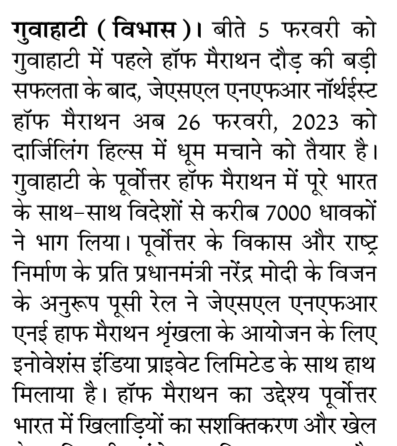 गुवाहाटी ( विभास )। बीते 5 फरवरी को
गुवाहाटी में पहले हॉफ मैराथन दौड़ की बड़ी
सफलता के बाद, जेएसएल एनएफआर नॉर्थईस्ट
हॉफ मैराथन अब 26 फरवरी, 2023 को
दार्जिलिंग हिल्स में धूम मचाने को तैयार है।
गुवाहाटी के पूर्वोत्तर हॉफ मैराथन में पूरे भारत
के साथ-साथ विदेशों से करीब 7000 धावकों
ने भाग लिया। पूर्वोत्तर के विकास और राष्ट्र
निर्माण के प्रति प्रधानमंत्री नरेंद्र मोदी के विजन
के अनुरूप पूसी रेल ने जेएसएल एनएफआर
एनई हाफ मैराथन शृंखला के आयोजन के लिए
इनोवेशंस इंडिया प्राइवेट लिमिटेड के साथ हाथ
मिलाया है। हॉफ मैराथन का उद्देश्य पूर्वोत्तर
भारत में खिलाड़ियों का सशक्तिकरण और खेल